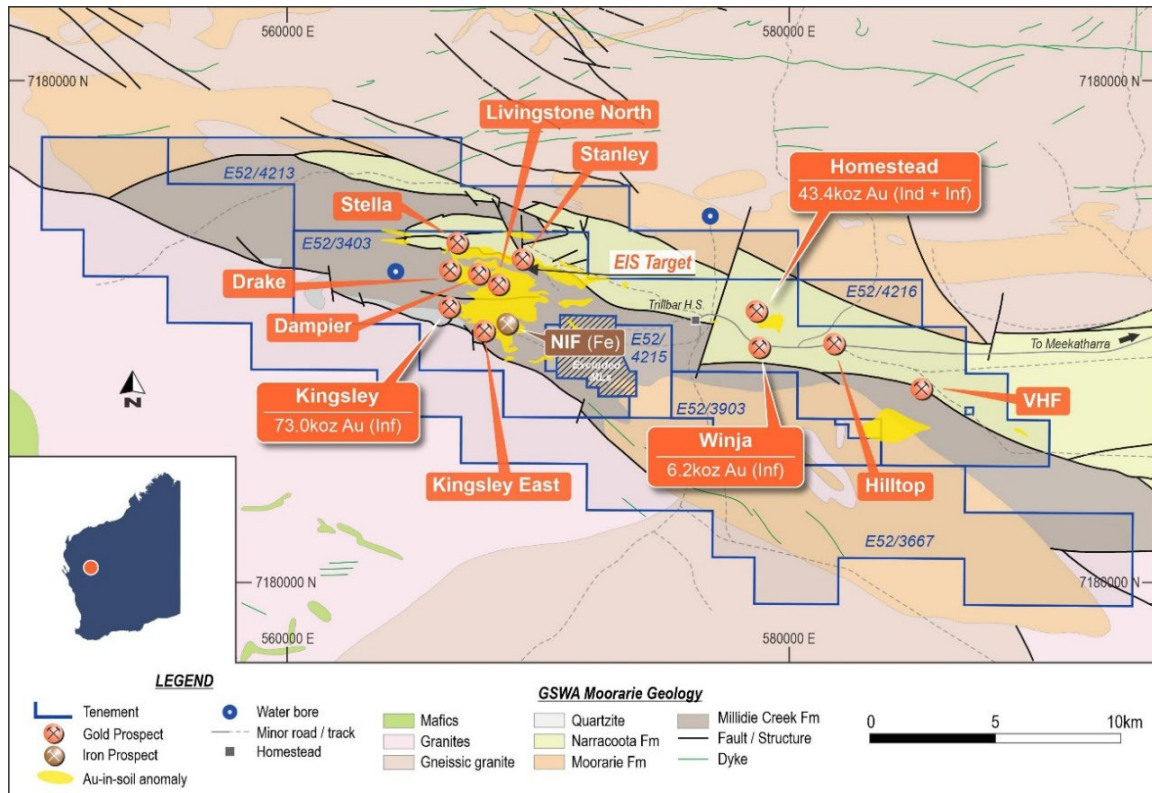 560000 E
580000 E
7180000 N
7180000 N
Livingstone North
Stanley
Homestead
43.4koz Au (Ind + Inf)
E52/4213
Stella
E52/3403
EIS Target
Drake
E52/4216
Trillbar H.S.
Dampier
NIF (Fe)
E52/
4215
Excluded
MLs
To Meekatharra
Kingsley
73.0koz Au (Inf)
E52/3903
VHF
Winja
6.2koz Au (Inf)
Kingsley East
Hilltop
E52/3667
N
7180000 N
7180000 N
560000 E
580000 E
LEGEND
Tenement
Gold Prospect
Iron Prospect
Au-in-soil anomaly
Water bore
Minor road / track
Homestead
GSWA Moorarie Geology
Mafics
Granites
Gneissic granite
Quartzite
Narracoota Fm
Moorarie Fm
Millidie Creek Fm
Fault / Structure
Dyke
0
5
10km